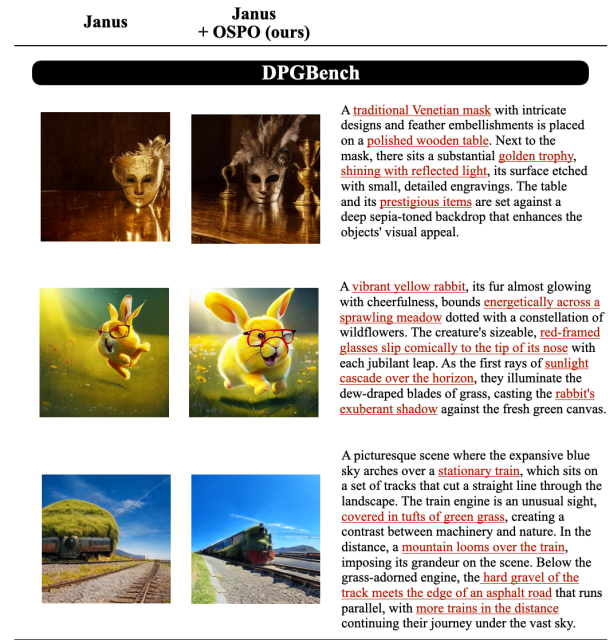 Janus
Janus
+ OSPO (ours)
DPGBench
A traditional Venetian mask with intricate
designs and feather embellishments is placed
on a polished wooden table. Next to the
mask, there sits a substantial golden trophy,
shining with reflected light, its surface etched
with small, detailed engravings. The table
and its prestigious items are set against a
deep sepia-toned backdrop that enhances the
objects' visual appeal.
A vibrant yellow rabbit, its fur almost glowing
with cheerfulness, bounds energetically across a
sprawling meadow dotted with a constellation of
wildflowers. The creature's sizeable, red-framed
glasses slip comically to the tip of its nose with
each jubilant leap. As the first rays of sunlight
cascade over the horizon, they illuminate the
dew-draped blades of grass, casting the rabbit's
exuberant shadow against the fresh green canvas.
A picturesque scene where the expansive blue
sky arches over a stationary train, which sits on
a set of tracks that cut a straight line through the
landscape. The train engine is an unusual sight,
covered in tufts of green grass, creating a
contrast between machinery and nature. In the
distance, a mountain looms over the train,
imposing its grandeur on the scene. Below the
grass-adorned engine, the hard gravel of the
track meets the edge of an asphalt road that runs
parallel, with more trains in the distance
continuing their journey under the vast sky.